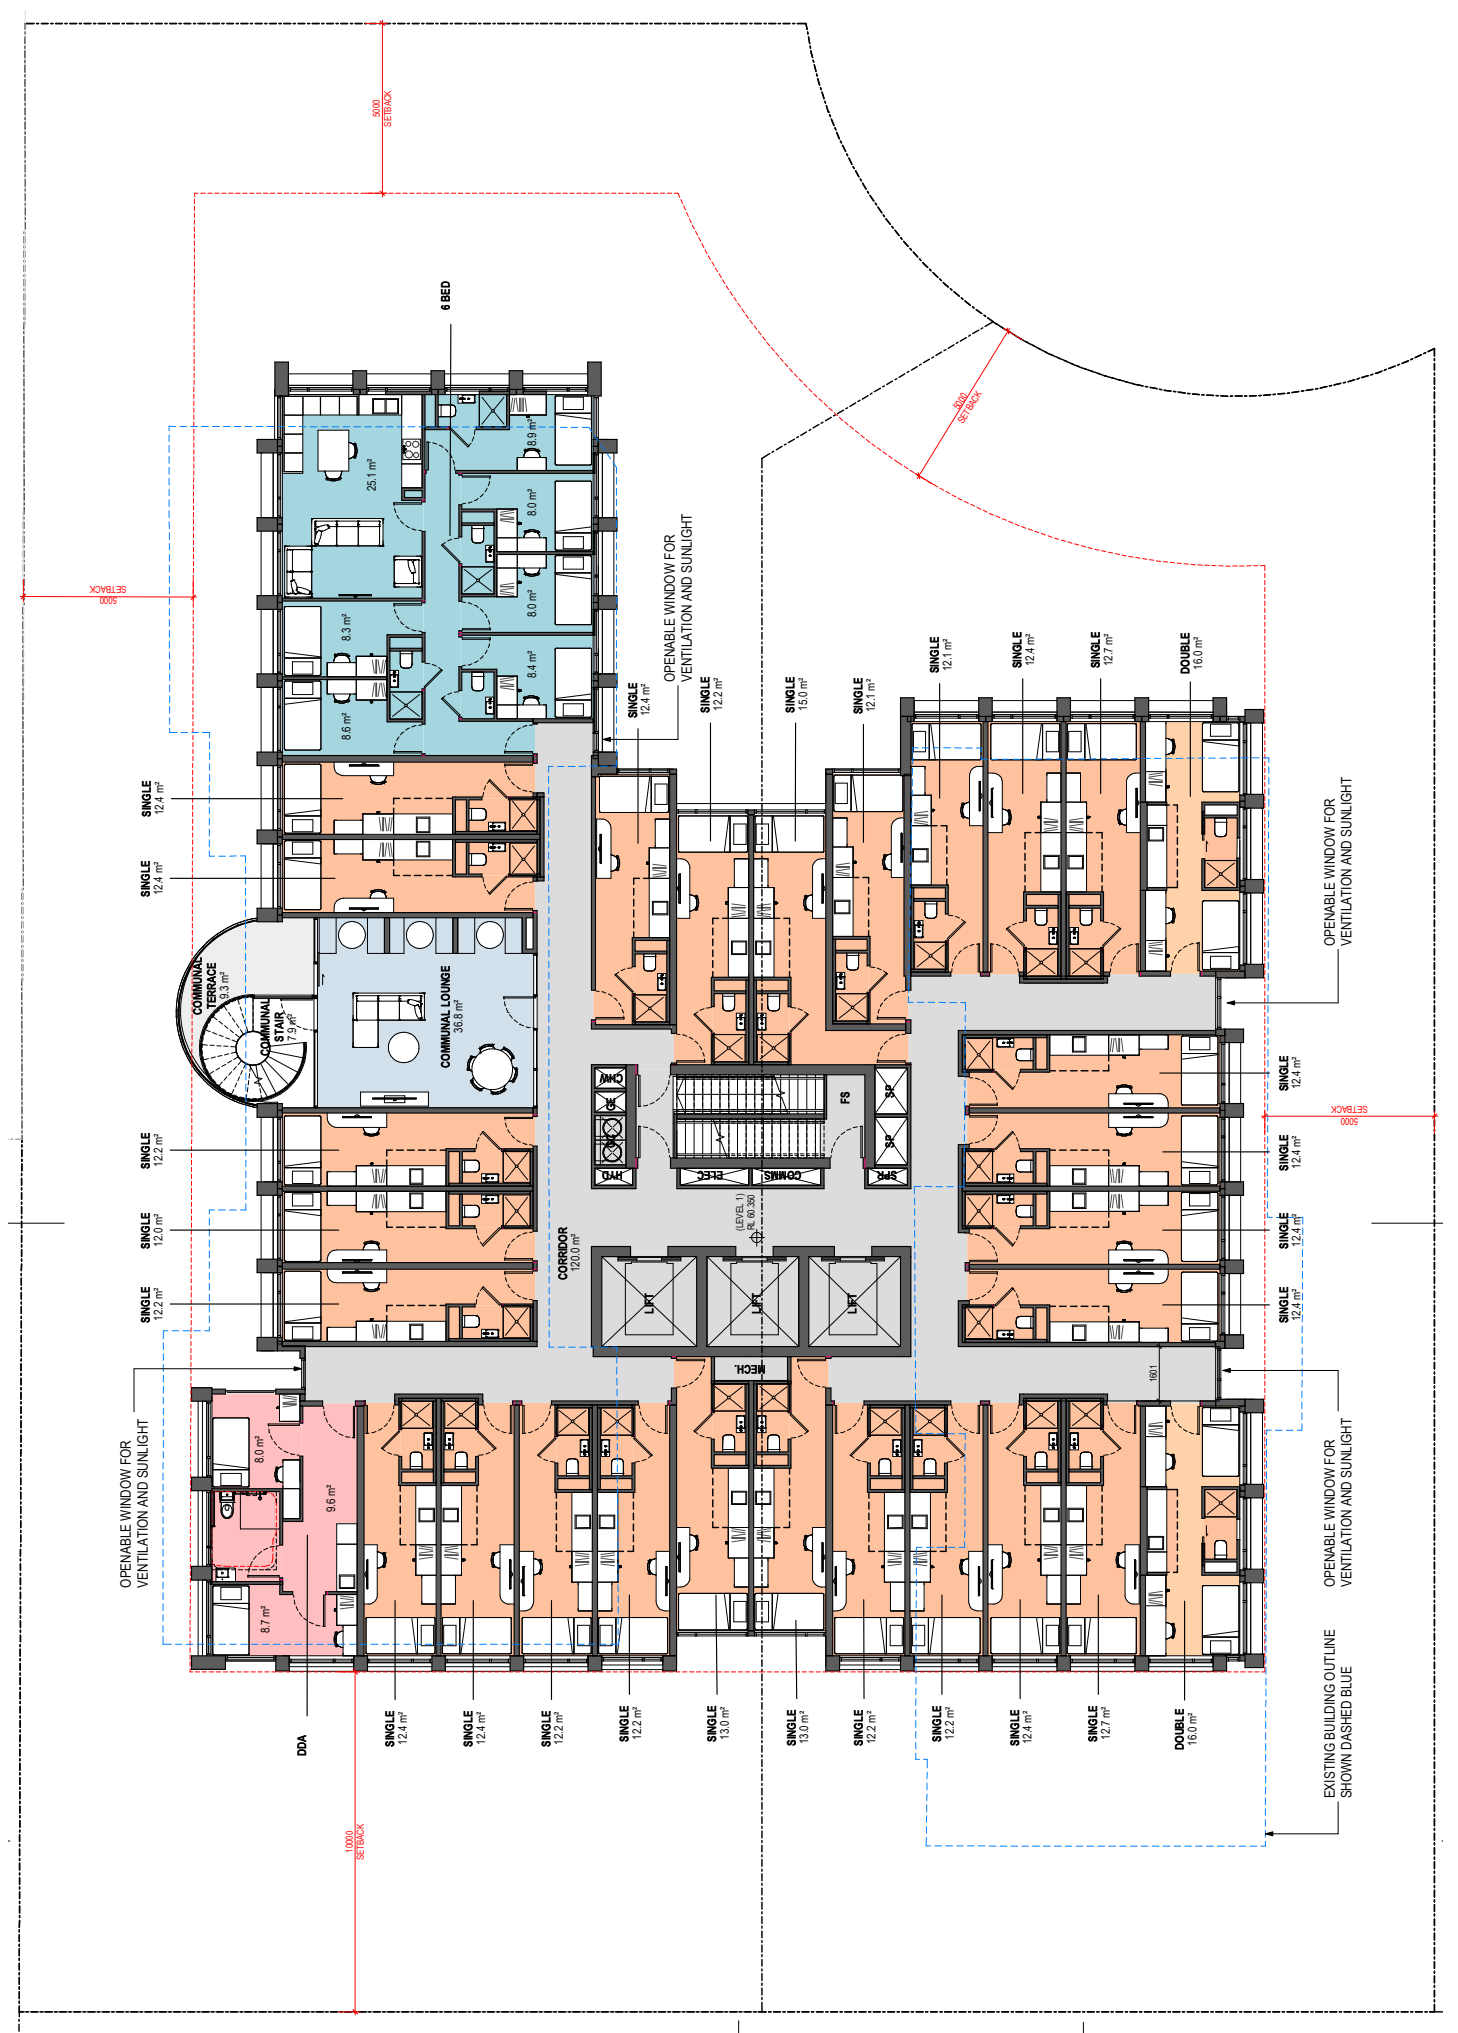 5000
SETBACK
6 BED
25.1 m²
8.9 m²
8.0 m²
8.0 m²
8.3 m²
8.4 m²
8.6 m²
5000
SETBACK
5000
SETBACK
OPENABLE WINDOW FOR
VENTILATION AND SUNLIGHT
SINGLE
12.4 m²
SINGLE
12.2 m²
SINGLE
15.0 m²
SINGLE
12.1 m²
SINGLE
12.1 m²
SINGLE
12.4 m²
SINGLE
12.7 m²
DOUBLE
16.0 m²
SINGLE
12.4 m²
SINGLE
12.4 m²
OPENABLE WINDOW FOR
VENTILATION AND SUNLIGHT
COMMUNAL
TERRACE
9.3 m²
COMMUNAL
STAIR
7.9 m²
COMMUNAL LOUNGE
36.8 m²
CHW
GE
HYD
ELEC
COMMS
FS
SP
SP
SPR
SINGLE
12.4 m²
SINGLE
12.4 m²
SINGLE
12.4 m²
SINGLE
12.4 m²
5000
SETBACK
SINGLE
12.2 m²
SINGLE
12.0 m²
SINGLE
12.2 m²
CORRIDOR
120.0 m²
(LEVEL 1)
RL 60.350
LIFT
LIFT
LIFT
MECH.
1601
OPENABLE WINDOW FOR
VENTILATION AND SUNLIGHT
8.0 m²
9.6 m²
8.7 m²
OPENABLE WINDOW FOR
VENTILATION AND SUNLIGHT
DDA
SINGLE
12.4 m²
SINGLE
12.4 m²
SINGLE
12.2 m²
SINGLE
12.2 m²
SINGLE
13.0 m²
SINGLE
13.0 m²
SINGLE
12.2 m²
SINGLE
12.2 m²
SINGLE
12.4 m²
SINGLE
12.7 m²
DOUBLE
16.0 m²
EXISTING BUILDING OUTLINE
SHOWN DASHED BLUE
10000
SETBACK